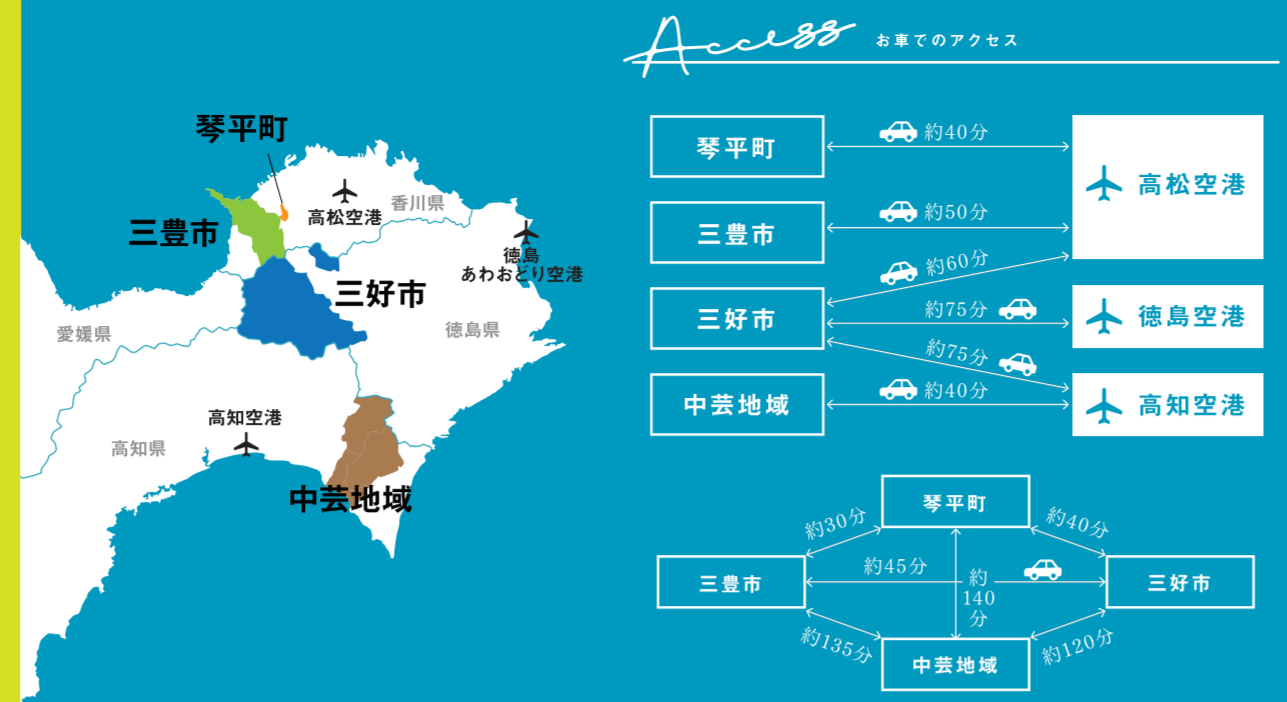 Access
お車でのアクセス
琴平町
三豊市
三好市
中芸地域
高松空港
香川県
徳島
あわおどり空港
愛媛県
徳島県
高知空港
高知県
琴平町
約40分
高松空港
三豊市
約50分
約60分
三好市
約75分
徳島空港
約75分
中芸地域
約40分
高知空港
琴平町
約30分
約40分
三豊市
約45分
約
140
分
三好市
約135分
約120分
中芸地域